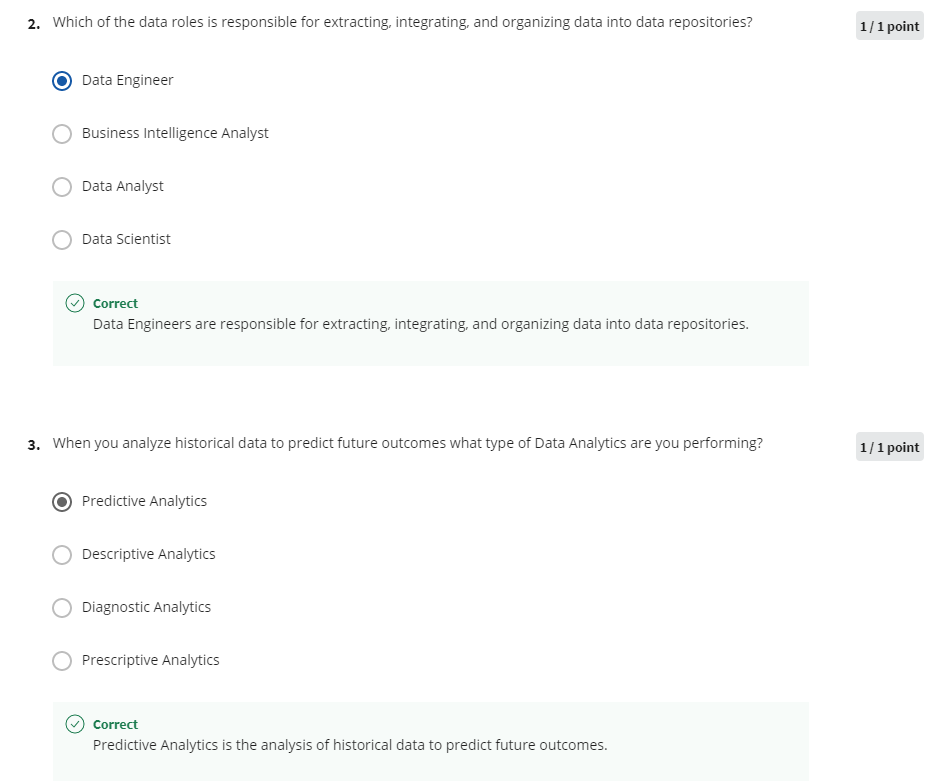 2. Which of the data roles is responsible for extracting, integrating, and organizing data into data repositories?
1 / 1 point
Data Engineer
Business Intelligence Analyst
Data Analyst
Data Scientist
Correct
Data Engineers are responsible for extracting, integrating, and organizing data into data repositories.
3. When you analyze historical data to predict future outcomes what type of Data Analytics are you performing?
1 / 1 point
Predictive Analytics
Descriptive Analytics
Diagnostic Analytics
Prescriptive Analytics
Correct
Predictive Analytics is the analysis of historical data to predict future outcomes.